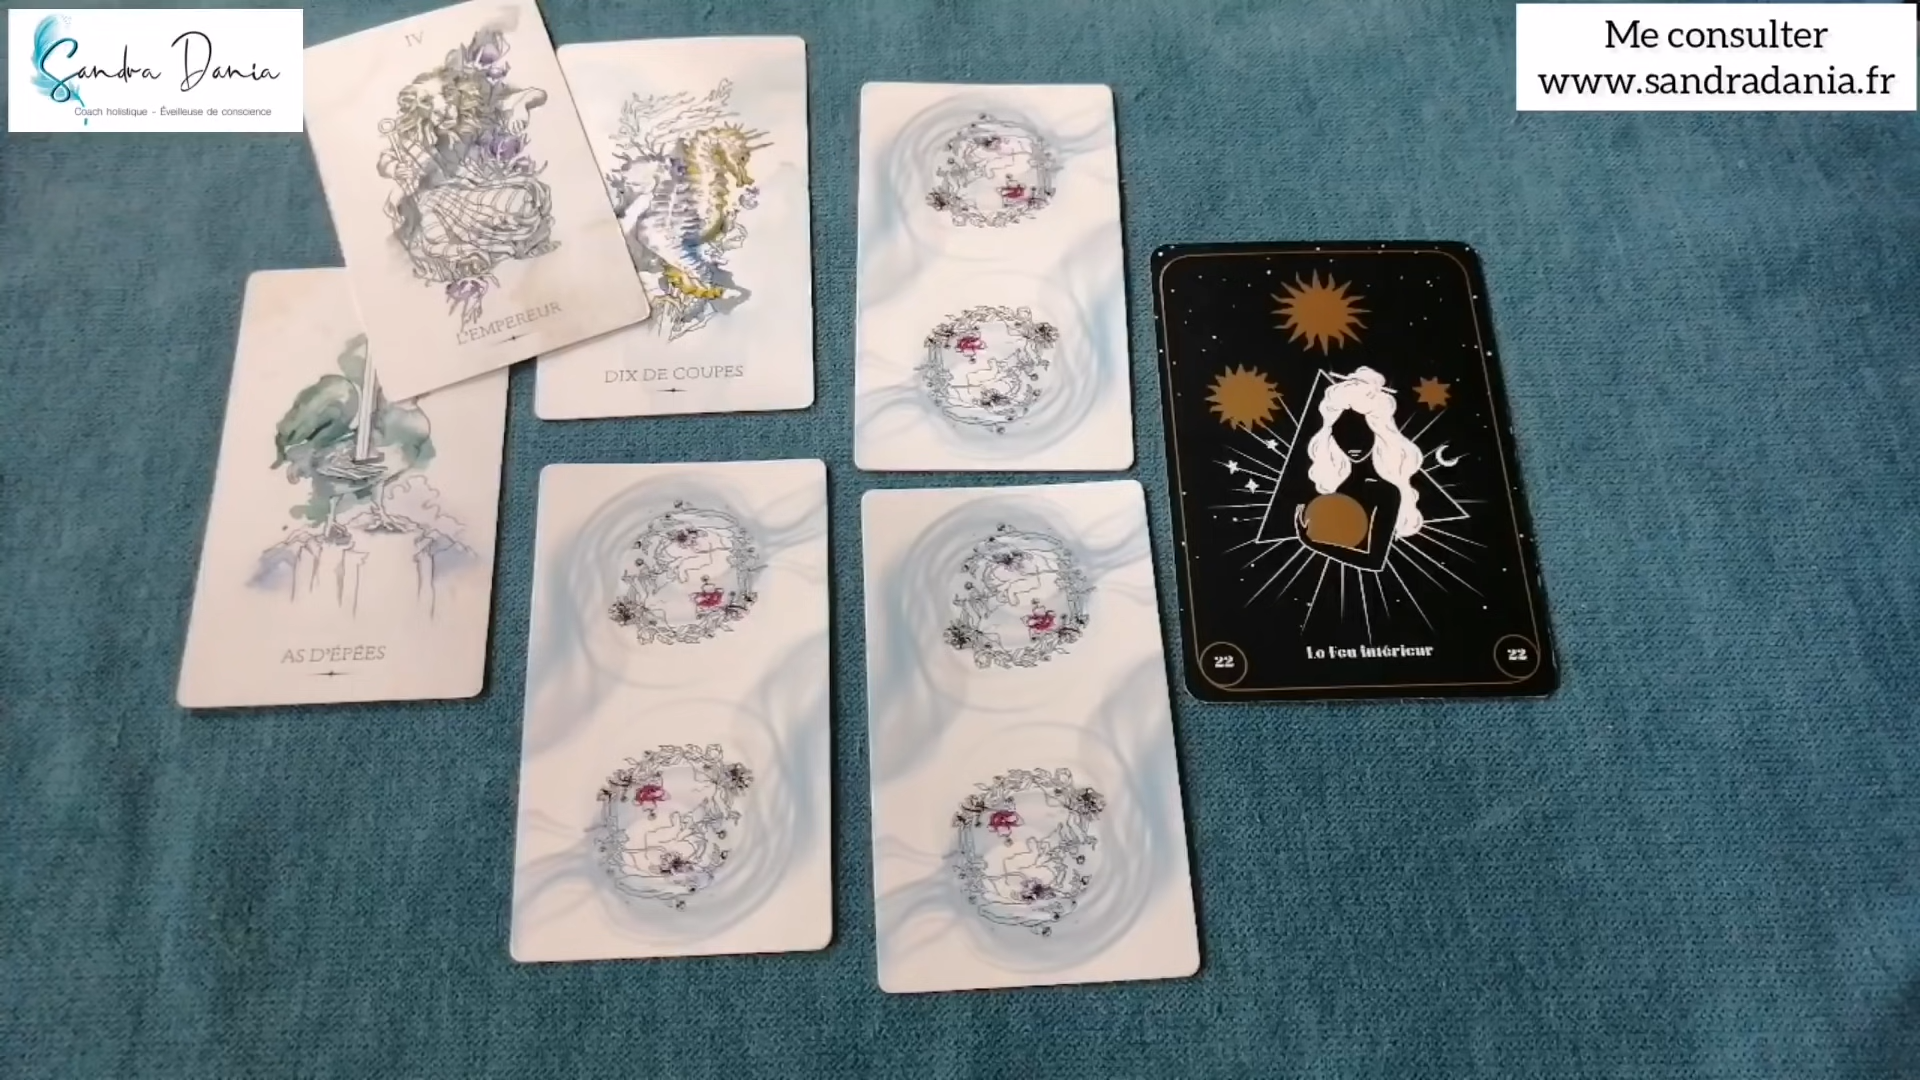 Sandra Dania
Coach holistique - Éveilleuse de conscience
Me consulter
www.sandradania.fr
IV
L'EMPEREUR
DIX DE COUPES
AS D'ÉPÉES
Le Feu intérieur
22
22